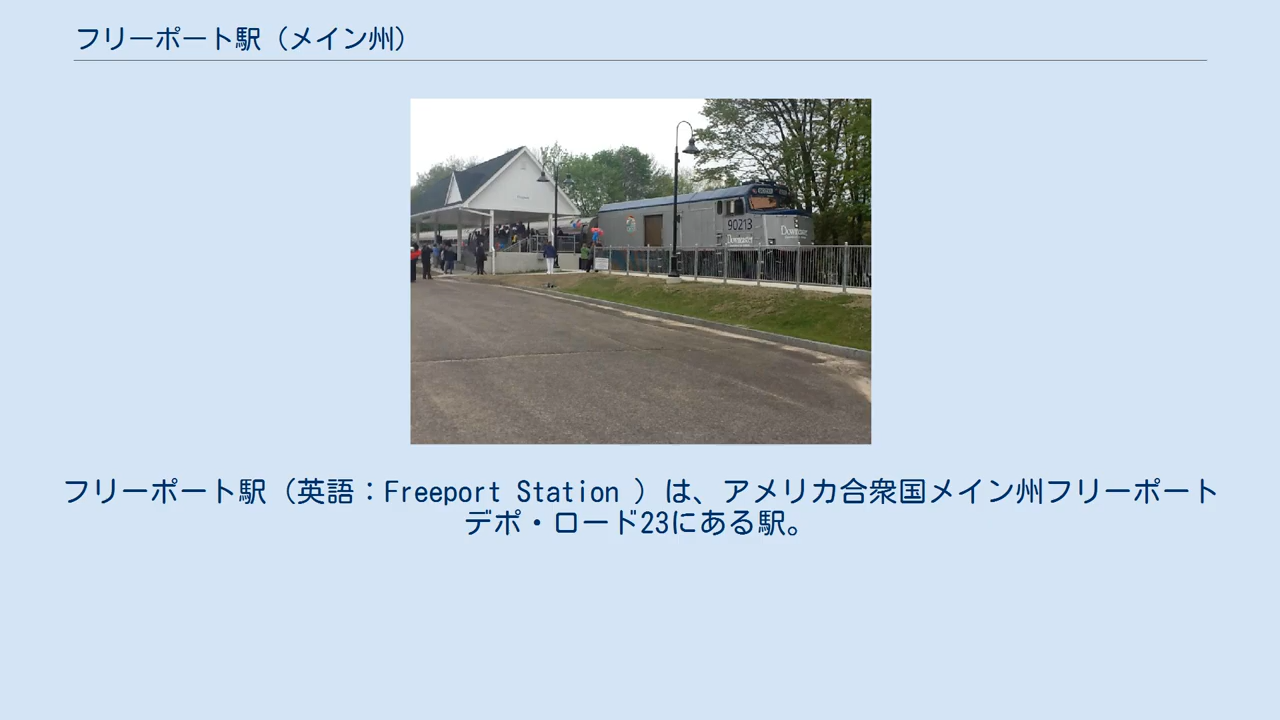 フリーポート駅（メイン州）
90213
Downeaster
Downeaster
フリーポート駅（英語：Freeport Station ）は、アメリカ合衆国メイン州フリーポート
デポ・ロード23にある駅。